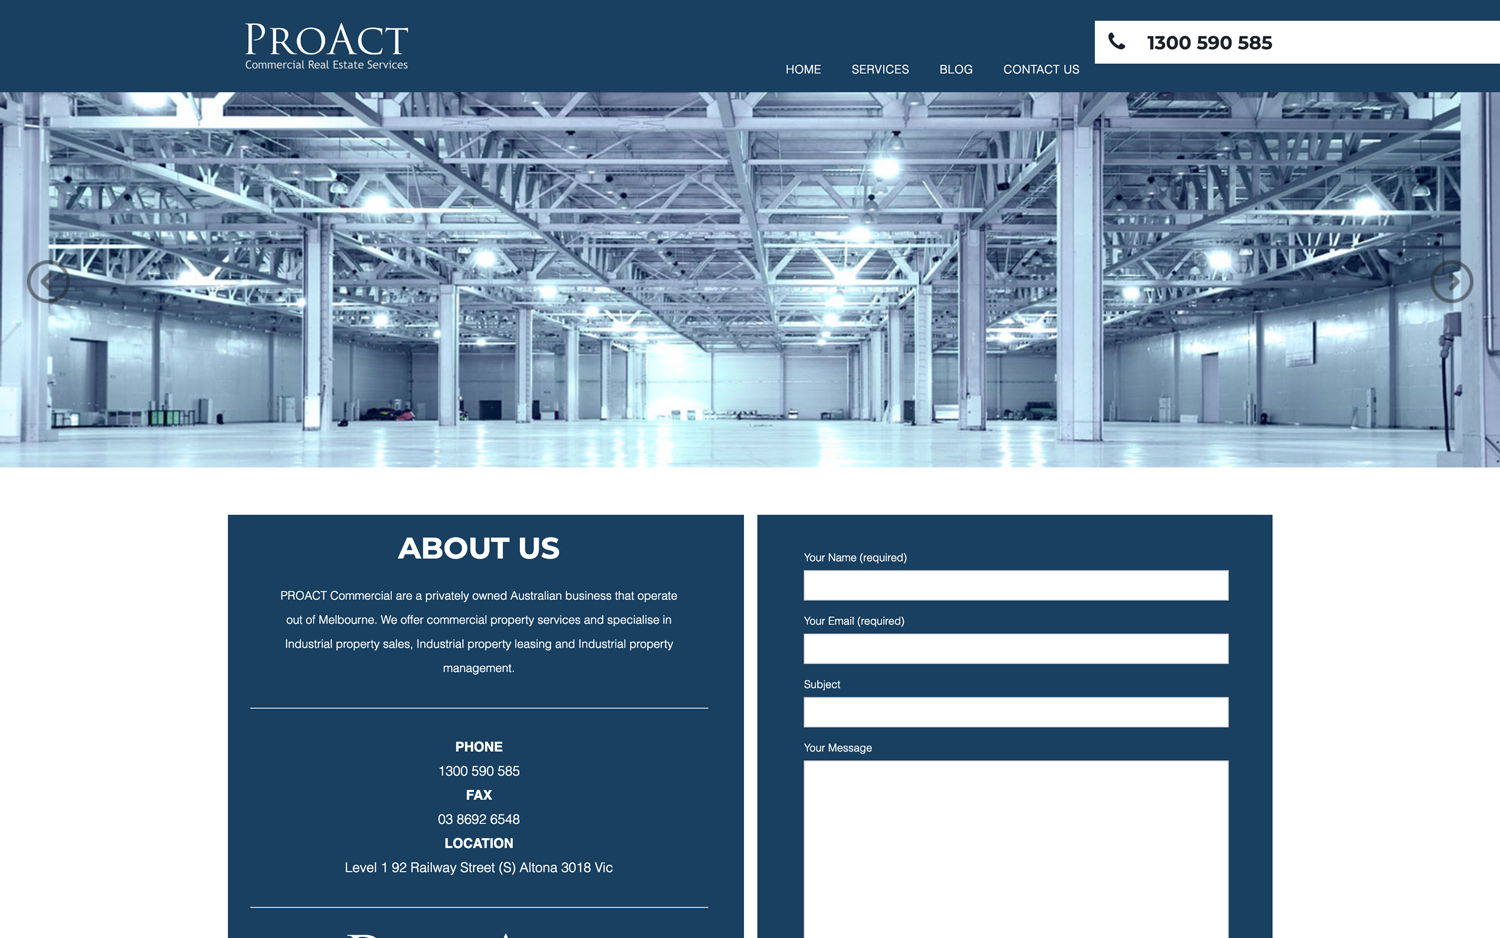 PROACT
Commercial Real Estate Services
1300 590 585
HOME SERVICES BLOG CONTACT US
ABOUT US
PROACT Commercial are a privately owned Australian business that operate
out of Melbourne. We offer commercial property services and specialise in
Industrial property sales, Industrial property leasing and Industrial property
management.
PHONE
1300 590 585
FAX
03 8692 6548
LOCATION
Level 1 92 Railway Street (S) Altona 3018 Vic
Your Name (required)
Your Email (required)
Subject
Your Message